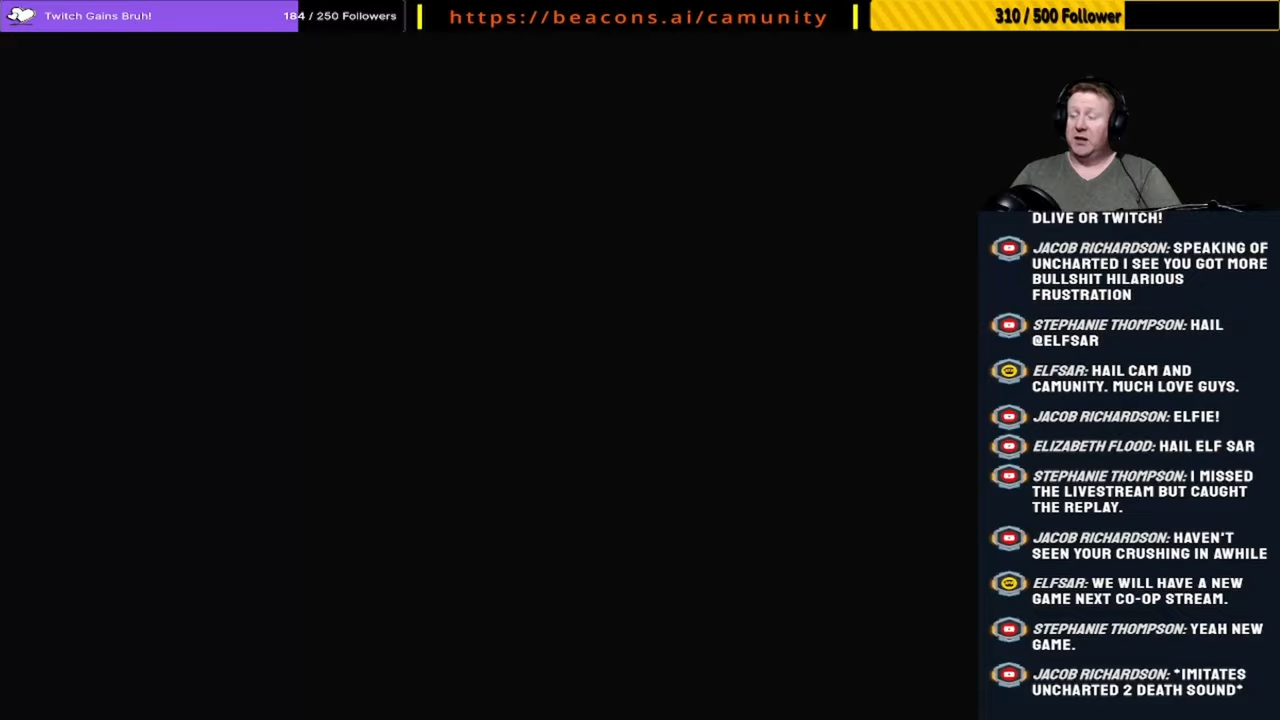 Twitch Gains Bruh!
184 / 250 Followers
https://beacons.ai/camunity
310 / 500 Follower
DLIVE OR TWITCH!
JACOB RICHARDSON: SPEAKING OF
UNCHARTED I SEE YOU GOT MORE
BULLSHIT HILARIOUS
FRUSTRATION
STEPHANIE THOMPSON: HAIL
@ELFSAR
ELFSAR: HAIL CAM AND
CAMUNITY. MUCH LOVE GUYS.
JACOB RICHARDSON: ELFIE!
ELIZABETH FLOOD: HAIL ELF SAR
STEPHANIE THOMPSON: I MISSED
THE LIVESTREAM BUT CAUGHT
THE REPLAY.
JACOB RICHARDSON: HAVEN'T
SEEN YOUR CRUSHING IN AWHILE
ELFSAR: WE WILL HAVE A NEW
GAME NEXT CO-OP STREAM.
STEPHANIE THOMPSON: YEAH NEW
GAME.
JACOB RICHARDSON: *IMITATES
UNCHARTED 2 DEATH SOUND*